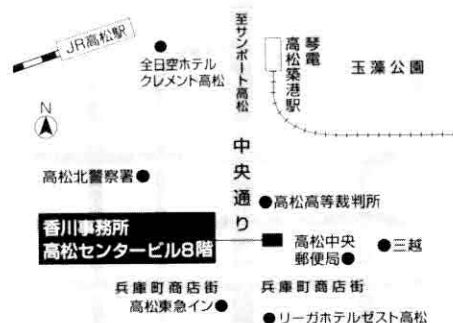 JR高松駅
全日空ホテル
クレメント高松
至サンポート高松
琴電
高松築港駅
玉藻公園
N
中央通り
高松北警察署
高松高等裁判所
香川事務所
高松センタービル8階
高松中央
郵便局
三越
兵庫町商店街
高松東急イン
兵庫町商店街
リーガホテルゼスト高松